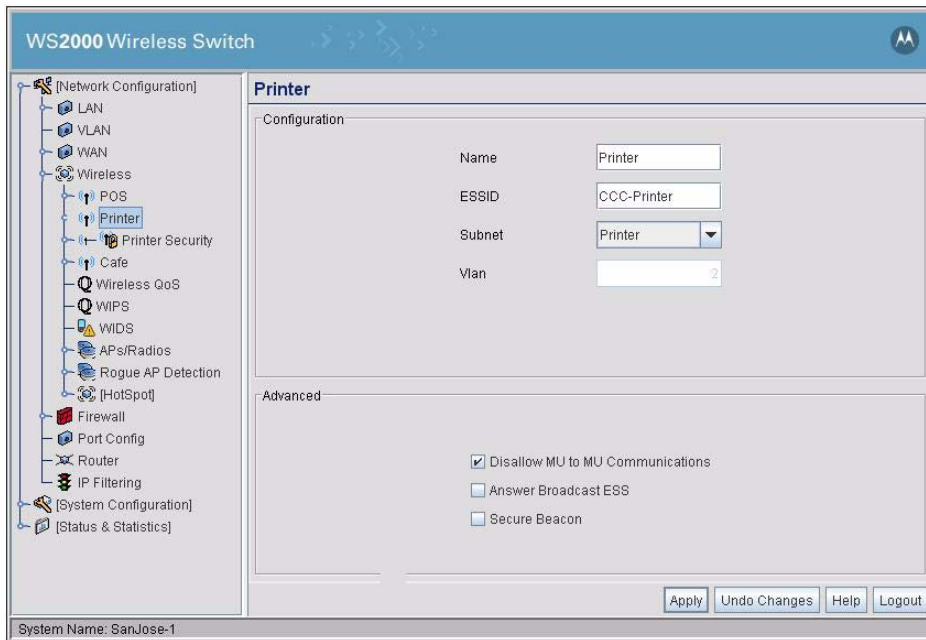 WS2000 Wireless Switch
[Network Configuration]
LAN
VLAN
WAN
Wireless
POS
Printer
Printer Security
Cafe
Wireless QoS
WIPS
WIDS
APs/Radios
Rogue AP Detection
[HotSpot]
Firewall
Port Config
Router
IP Filtering
[System Configuration]
[Status & Statistics]
Printer
Configuration
Name Printer
ESSID CCC-Printer
Subnet Printer
Vlan 2
Advanced
Disallow MU to MU Communications
Answer Broadcast ESS
Secure Beacon
Apply Undo Changes Help Logout
System Name: SanJose-1